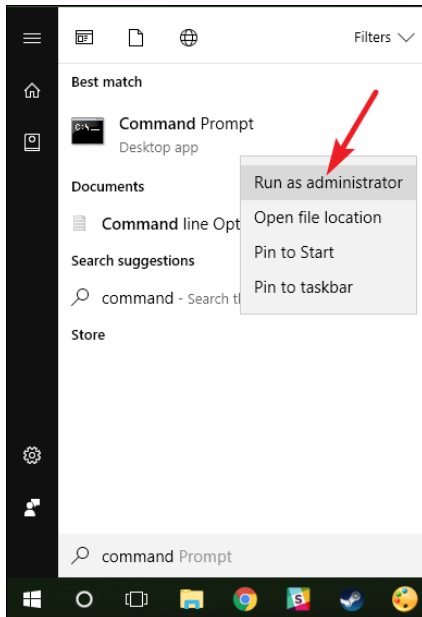 Filters
Best match
C:\_
Command Prompt
Desktop app
Run as administrator
Documents
Open file location
Command line Opt
Pin to Start
Search suggestions
Pin to taskbar
command - Search th
Store
command Prompt